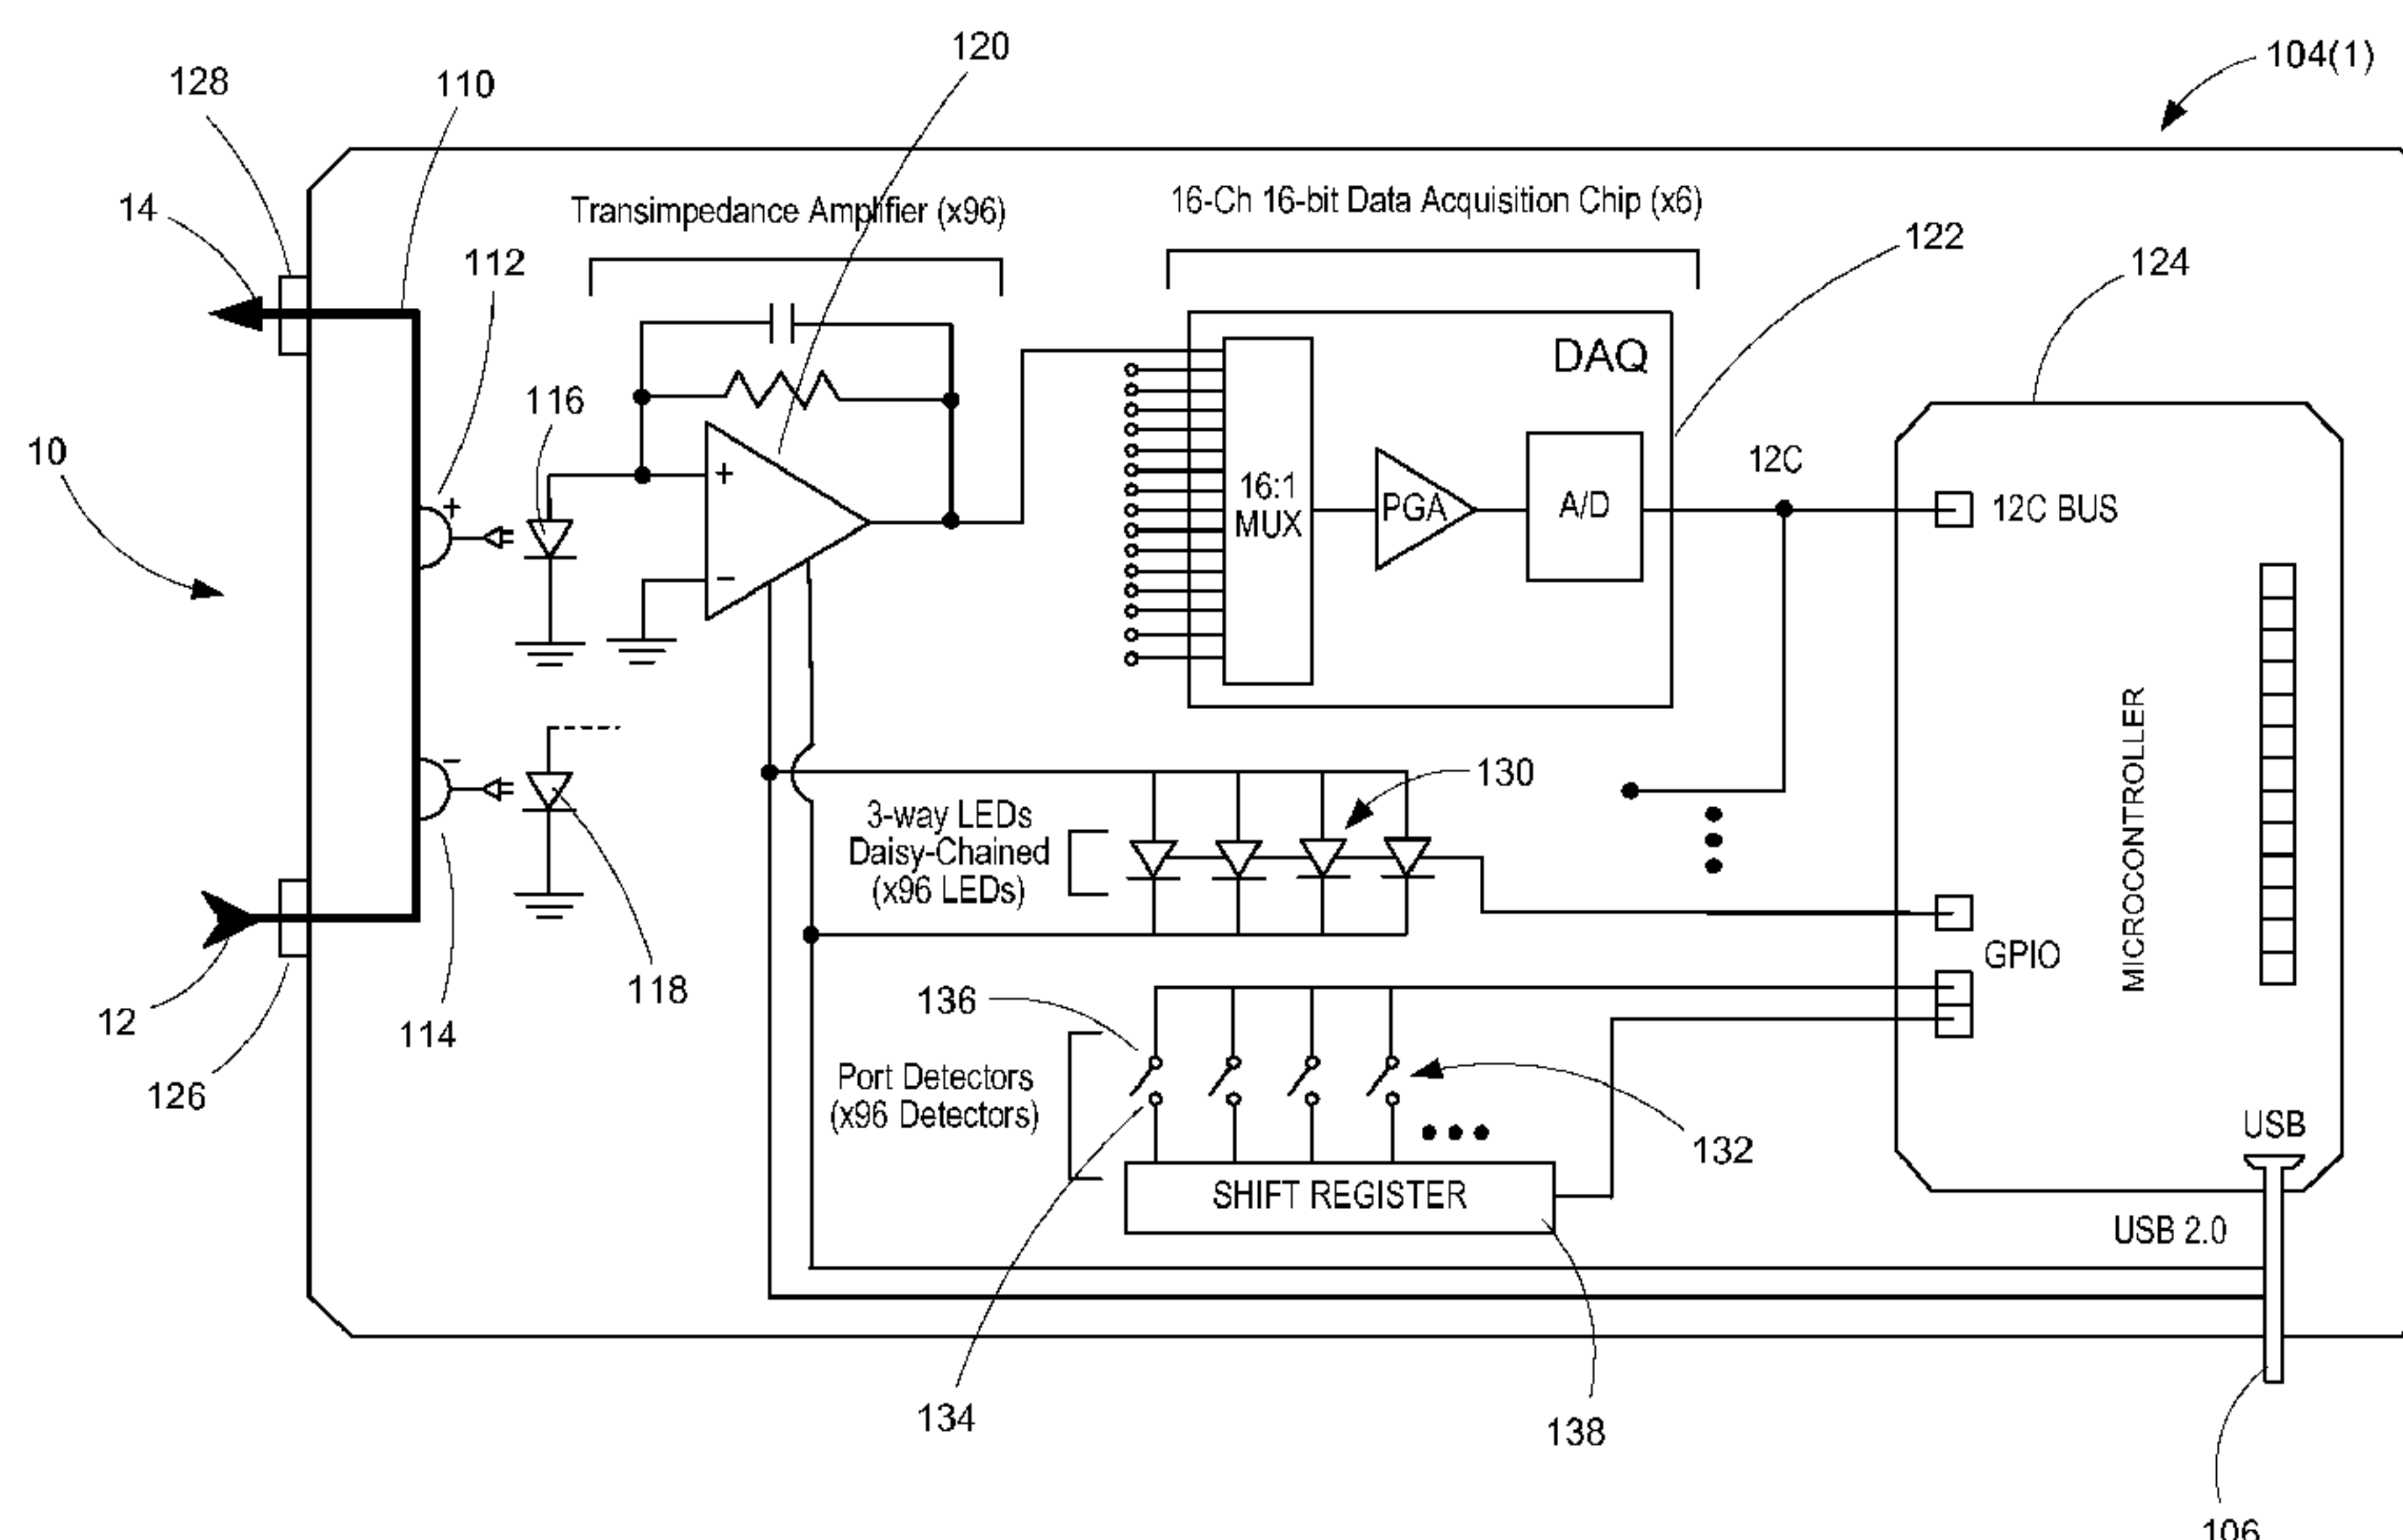 120
104(1)
128
110
14
Transimpedance Amplifier (x96)
16-Ch 16-bit Data Acquisition Chip (x6)
112
122
124
DAQ
116
10
+
+
16:1
MUX
PGA
A/D
12C
12C BUS
−
−
130
3-way LEDs
Daisy-Chained
(x96 LEDs)
MICROCONTROLLER
GPIO
118
136
12
114
126
Port Detectors
(x96 Detectors)
132
USB
SHIFT REGISTER
USB 2.0
134
138
106